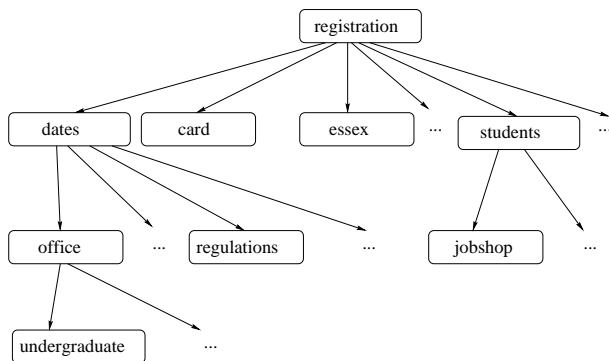 registration
dates card essex ... students ...
office ... regulations ... jobshop ...
undergraduate ...